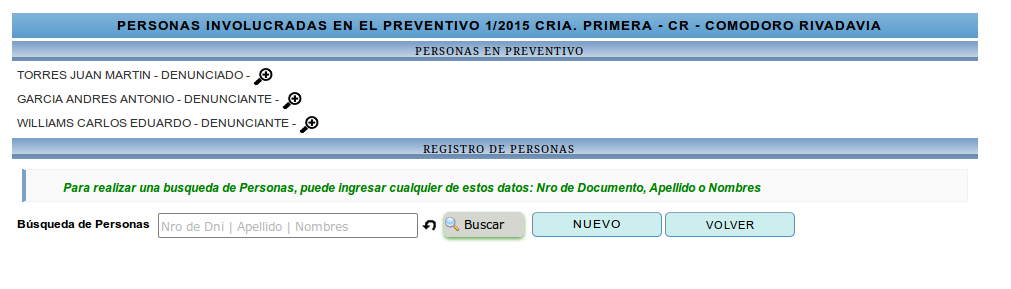 PERSONAS INVOLUCRADAS EN EL PREVENTIVO 1/2015 CRIA. PRIMERA - CR - COMODORO RIVADAVIA
PERSONAS EN PREVENTIVO
TORRES JUAN MARTIN - DENUNCIADO -
GARCIA ANDRES ANTONIO - DENUNCIANTE -
WILLIAMS CARLOS EDUARDO - DENUNCIANTE -
REGISTRO DE PERSONAS
Para realizar una busqueda de Personas, puede ingresar cualquier de estos datos: Nro de Documento, Apellido o Nombres
Búsqueda de Personas Nro de Dni | Apellido | Nombres Buscar NUEVO VOLVER